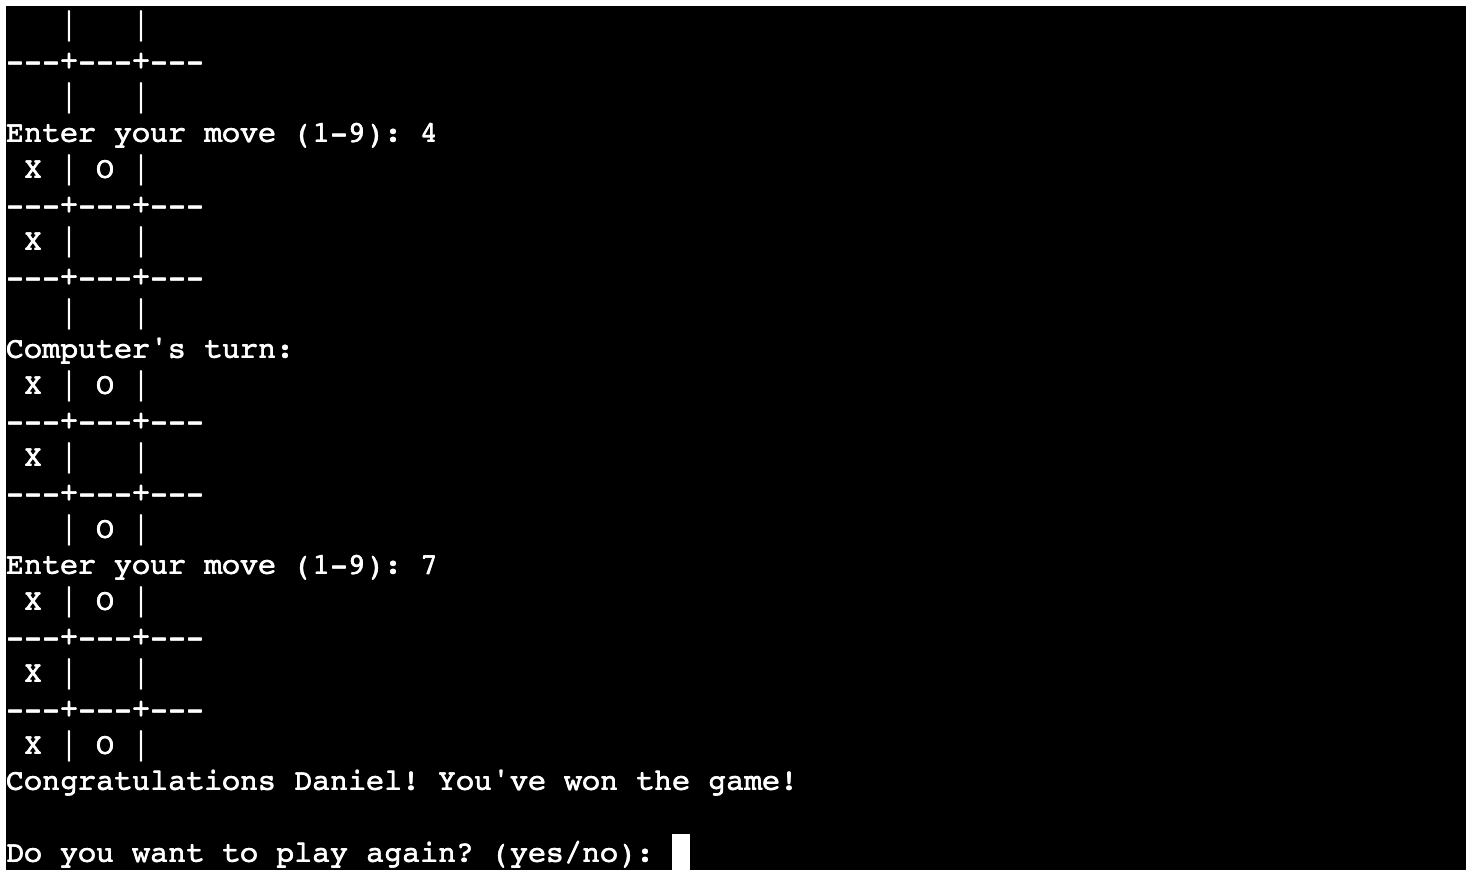 |   |
---+---+---
   |   |
Enter your move (1-9): 4
 X | O |
---+---+---
 X |   |
---+---+---
   |   |
Computer's turn:
 X | O |
---+---+---
 X |   |
---+---+---
   | O |
Enter your move (1-9): 7
 X | O |
---+---+---
 X |   |
---+---+---
 X | O |
Congratulations Daniel! You've won the game!

Do you want to play again? (yes/no):